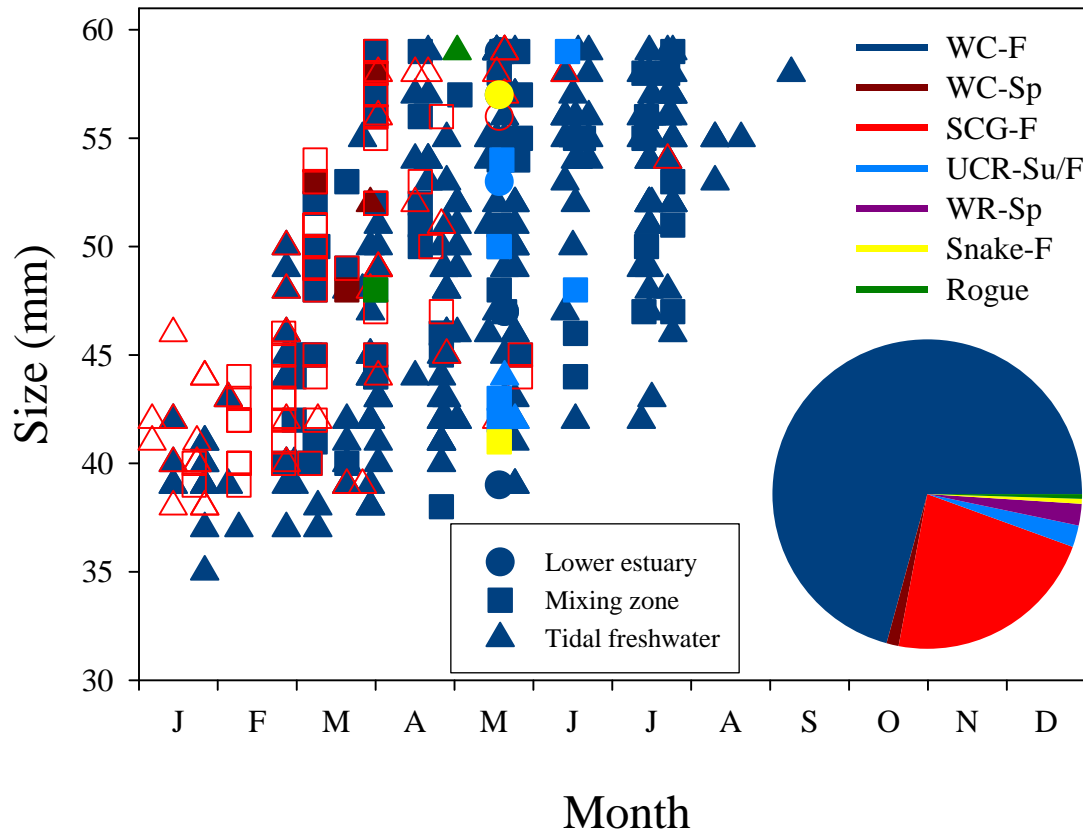 60
55
50
45
40
35
30
Size (mm)
WC-F
WC-Sp
SCG-F
UCR-Su/F
WR-Sp
Snake-F
Rogue
Lower estuary
Mixing zone
Tidal freshwater
J F M A M J J A S O N D
Month